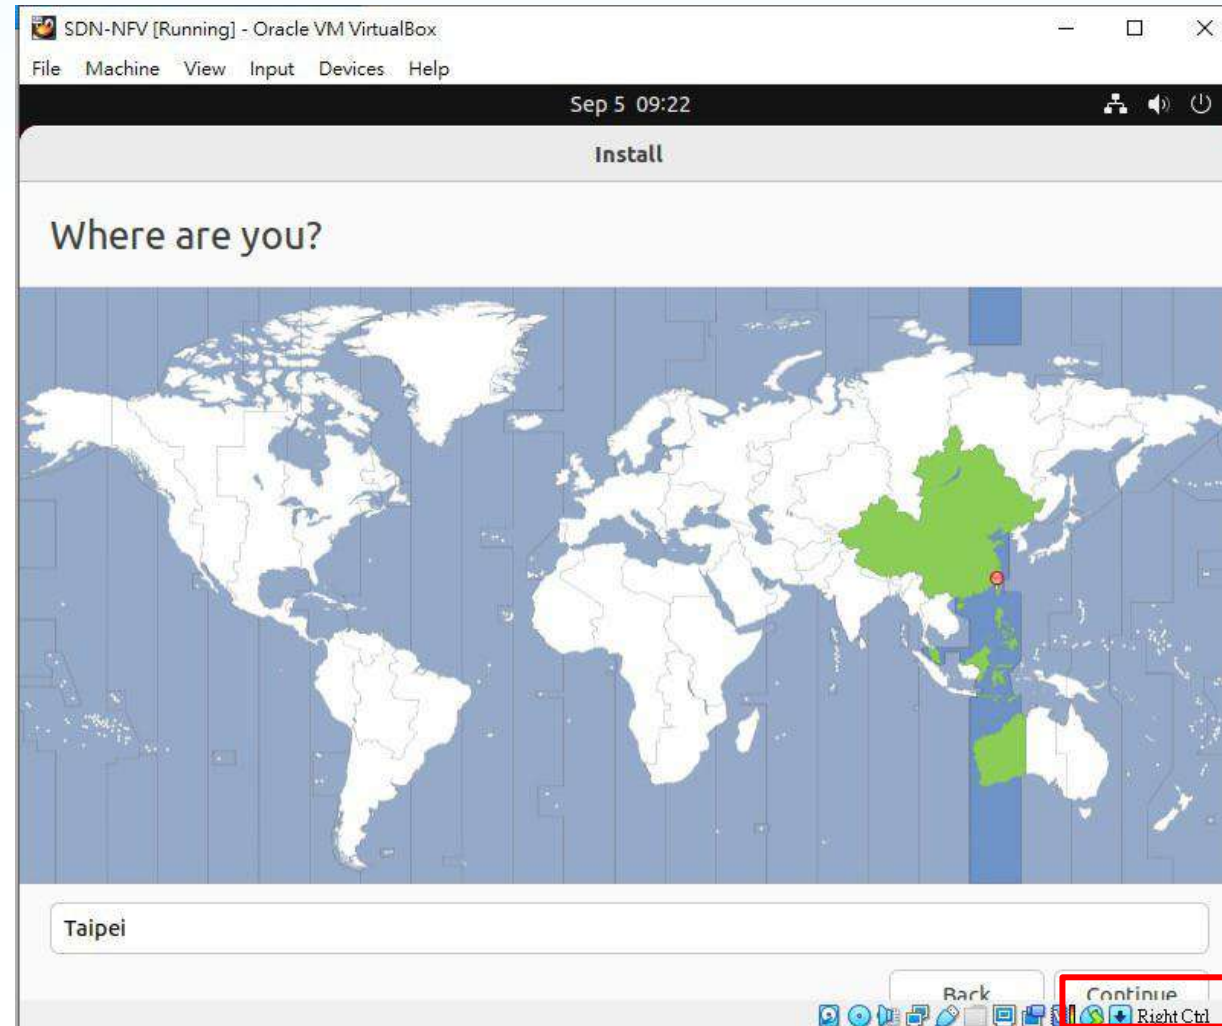 SDN-NFV [Running] - Oracle VM VirtualBox
File Machine View Input Devices Help
Sep 5 09:22
Install
Where are you?
Taipei
Back Continue
Right Ctrl